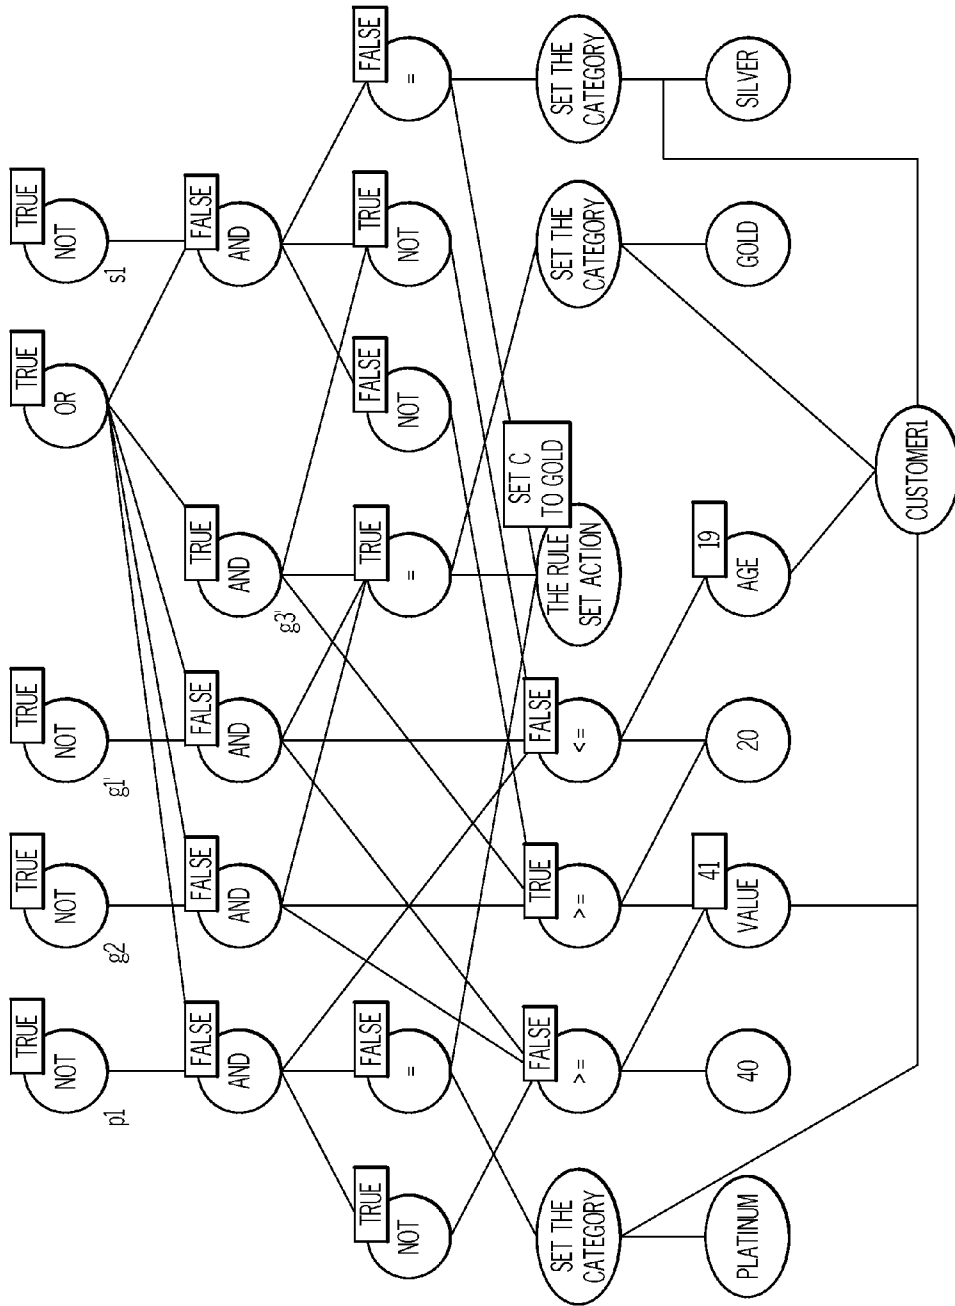 TRUE
NOT
p1
TRUE
NOT
g2
TRUE
NOT
g1'
TRUE
OR
TRUE
NOT
s1
FALSE
AND
FALSE
AND
FALSE
AND
TRUE
AND
g3'
FALSE
AND
TRUE
NOT
FALSE
=
TRUE
=
FALSE
NOT
TRUE
NOT
FALSE
=
SET THE
CATEGORY
FALSE
>=
TRUE
>=
FALSE
<=
SET C
TO GOLD
THE RULE
SET ACTION
SET THE
CATEGORY
SET THE
CATEGORY
PLATINUM
40
41
VALUE
20
19
AGE
GOLD
SILVER
CUSTOMER1